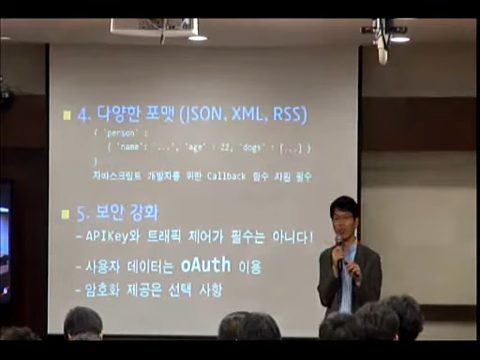 4. 다양한 포맷 (JSON, XML, RSS)
{ 'person' :
{ 'name': '...', 'age' : 22, 'dogs' : [...] }
}
자바스크립트 개발자를 위한 Callback 함수 지원 필수
5. 보안 강화
- APIKey와 트래픽 제어가 필수는 아니다!
- 사용자 데이터는 oAuth 이용
- 암호화 제공은 선택 사항